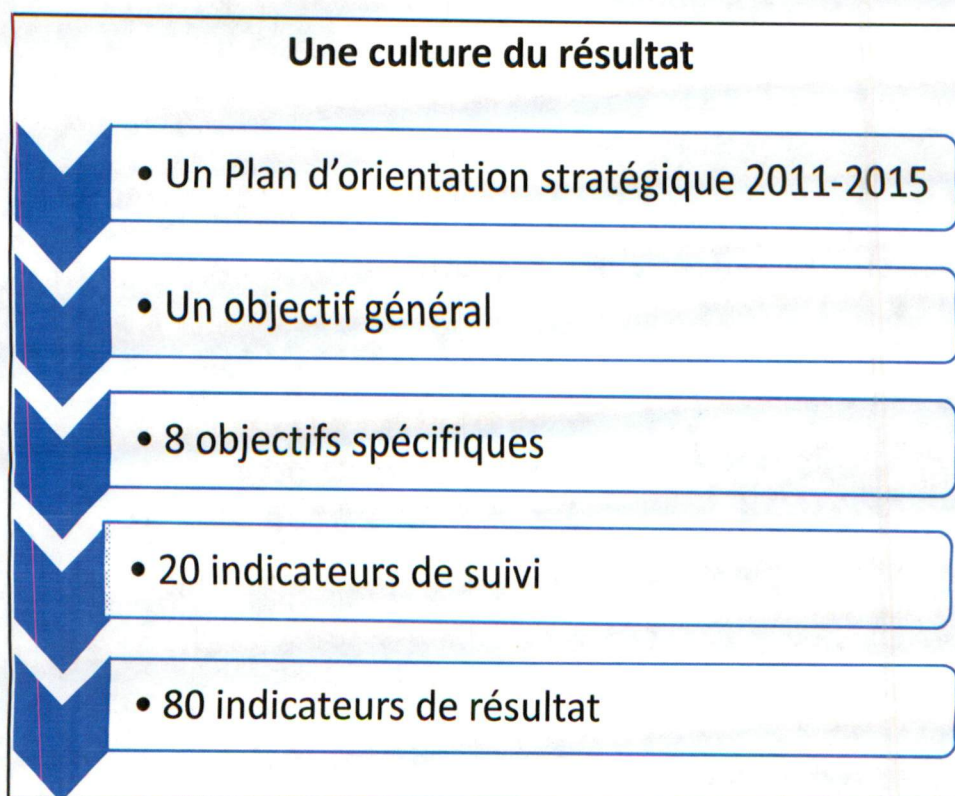 Une culture du résultat
• Un Plan d'orientation stratégique 2011-2015
• Un objectif général
• 8 objectifs spécifiques
• 20 indicateurs de suivi
• 80 indicateurs de résultat